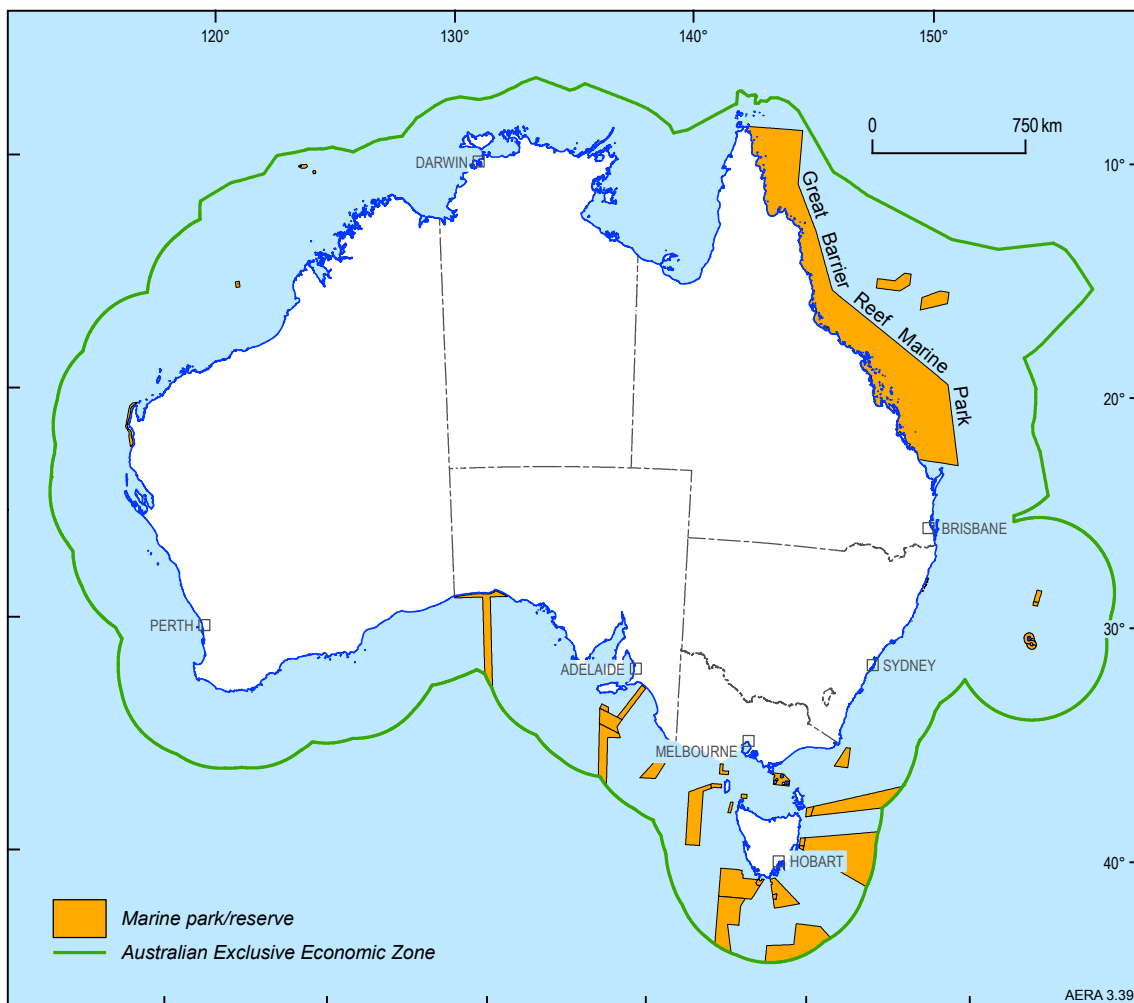 120°
130°
140°
150°
0
750 km
DARWIN
10°
Great Barrier Reef Marine Park
20°
BRISBANE
PERTH
30°
ADELAIDE
SYDNEY
MELBOURNE
HOBART
40°
Marine park/reserve
Australian Exclusive Economic Zone
AERA 3.39